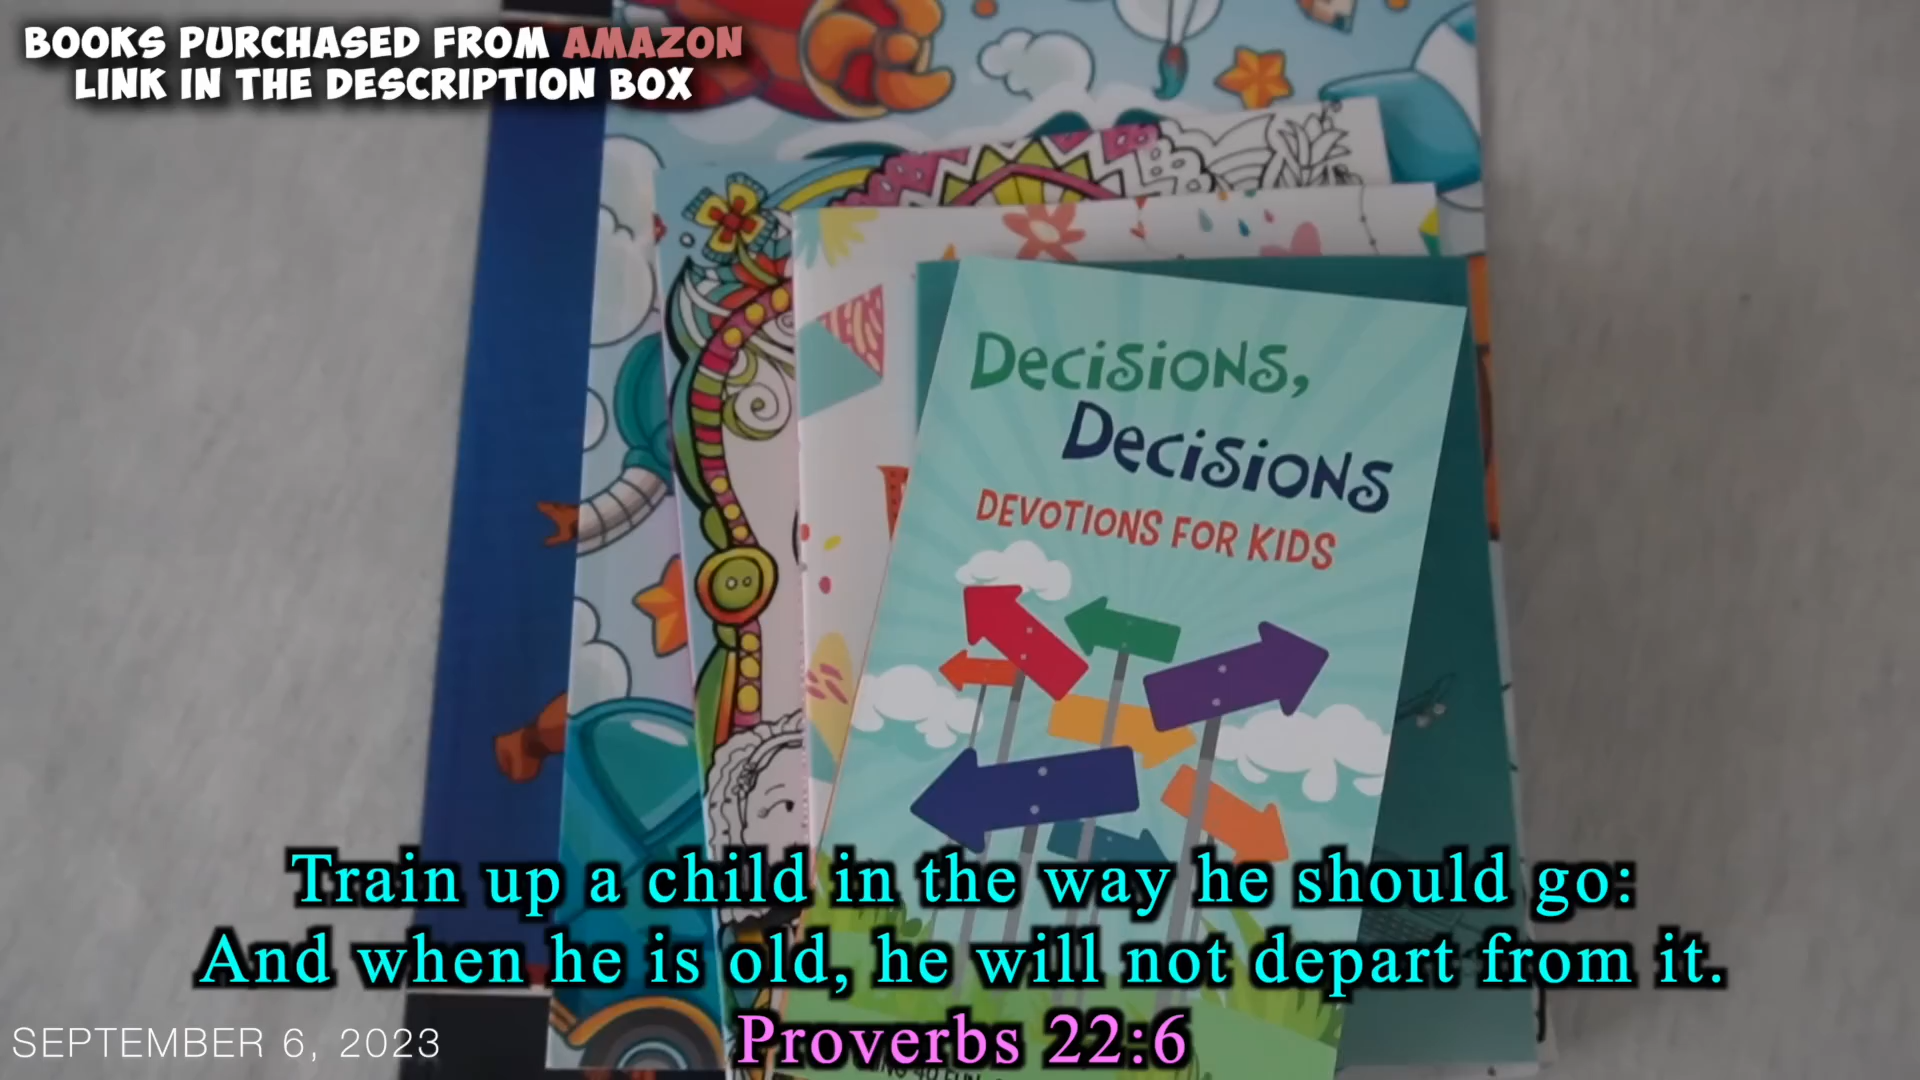 BOOKS PURCHASED FROM AMAZON
LINK IN THE DESCRIPTION BOX
Decisions,
Decisions
DEVOTIONS FOR KIDS
Train up a child in the way he should go:
And when he is old, he will not depart from it.
Proverbs 22:6
SEPTEMBER 6, 2023